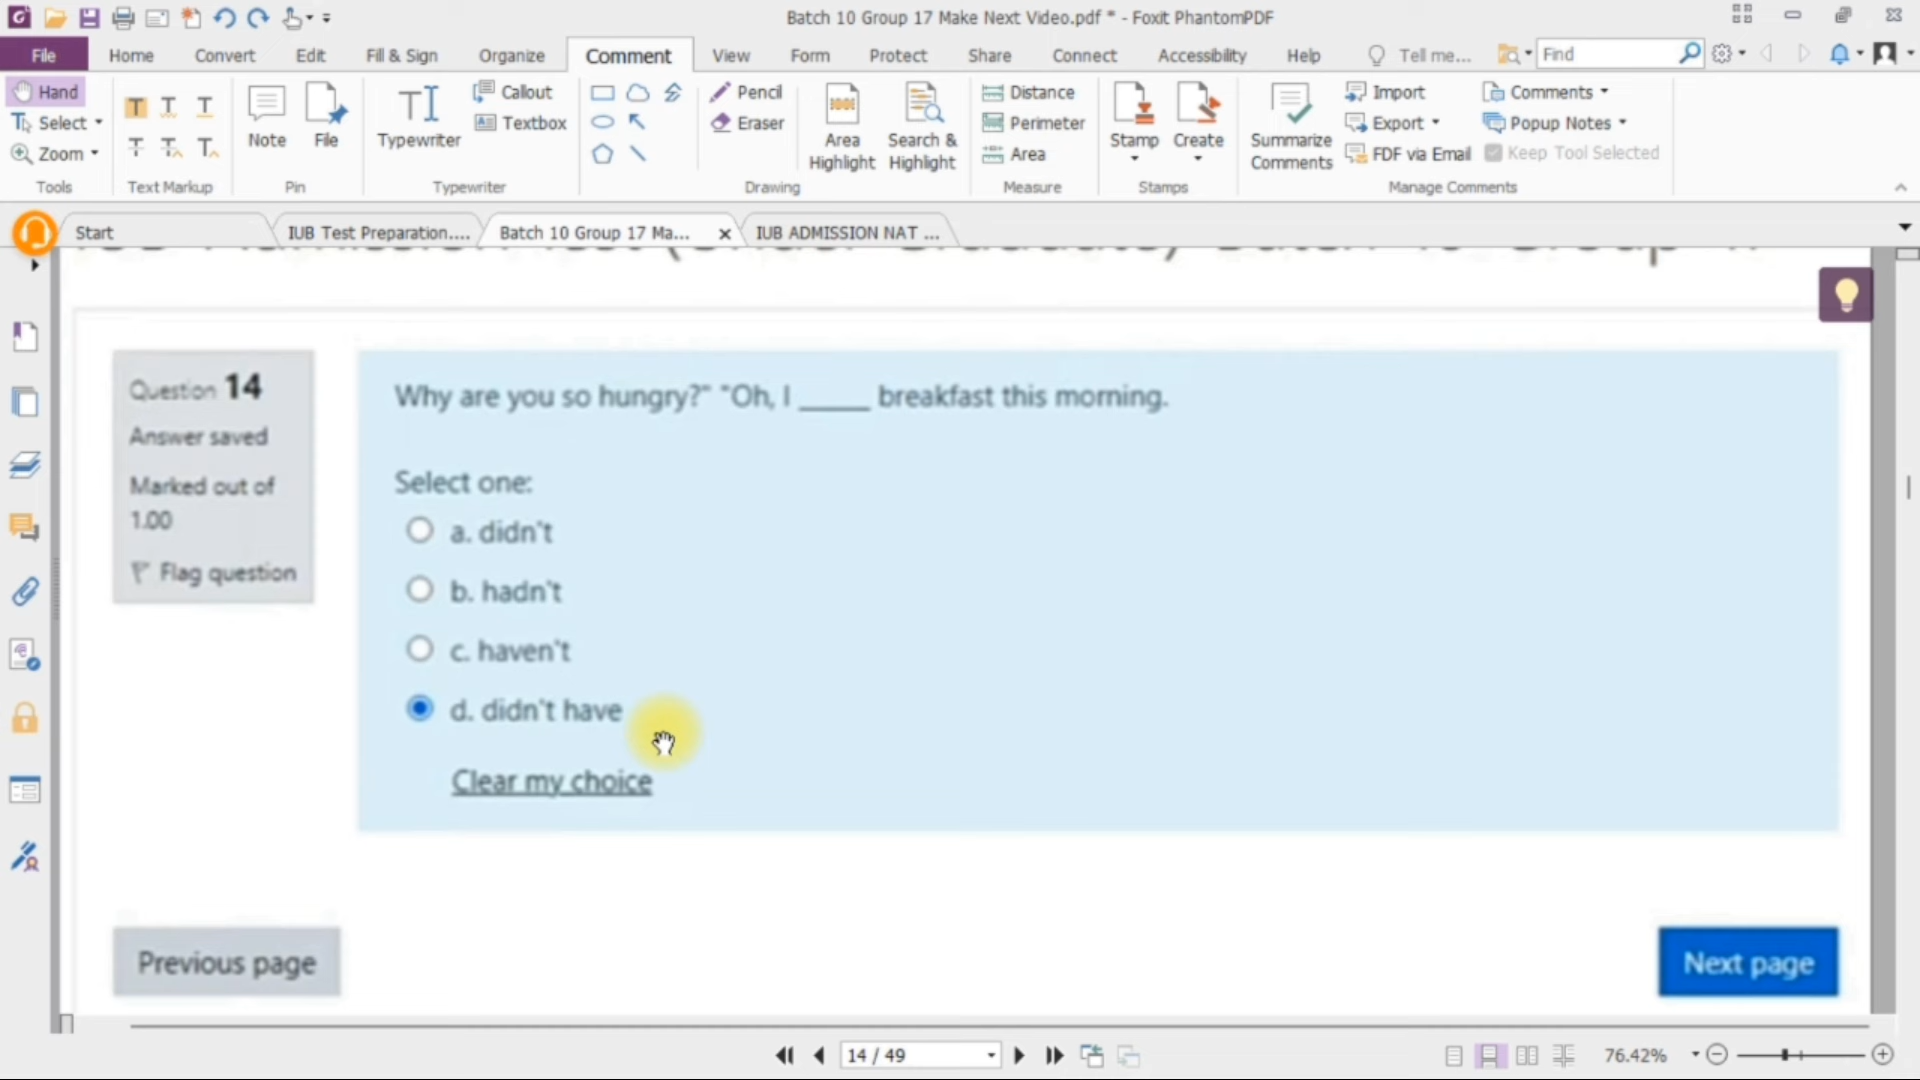 Batch 10 Group 17 Make Next Video.pdf * - Foxit PhantomPDF
File Home Convert Edit Fill & Sign Organize Comment View Form Protect Share Connect Accessibility Help Tell me... Find
Hand
Select
Zoom
Tools
Text Markup
Note File
Pin
Typewriter
Callout
Textbox
Typewriter
Pencil
Eraser
Area Highlight
Search & Highlight
Drawing
Distance
Perimeter
Area
Measure
Stamp Create
Stamps
Summarize Comments
Import
Export
FDF via Email
Comments
Popup Notes
Keep Tool Selected
Manage Comments
Start IUB Test Preparation.... Batch 10 Group 17 Ma... IUB ADMISSION NAT ...
Question 14
Answer saved
Marked out of
1.00
Flag question
Why are you so hungry?" "Oh, I _____ breakfast this morning.
Select one:
a. didn't
b. hadn't
c. haven't
d. didn't have
Clear my choice
Previous page
Next page
14 / 49
76.42%